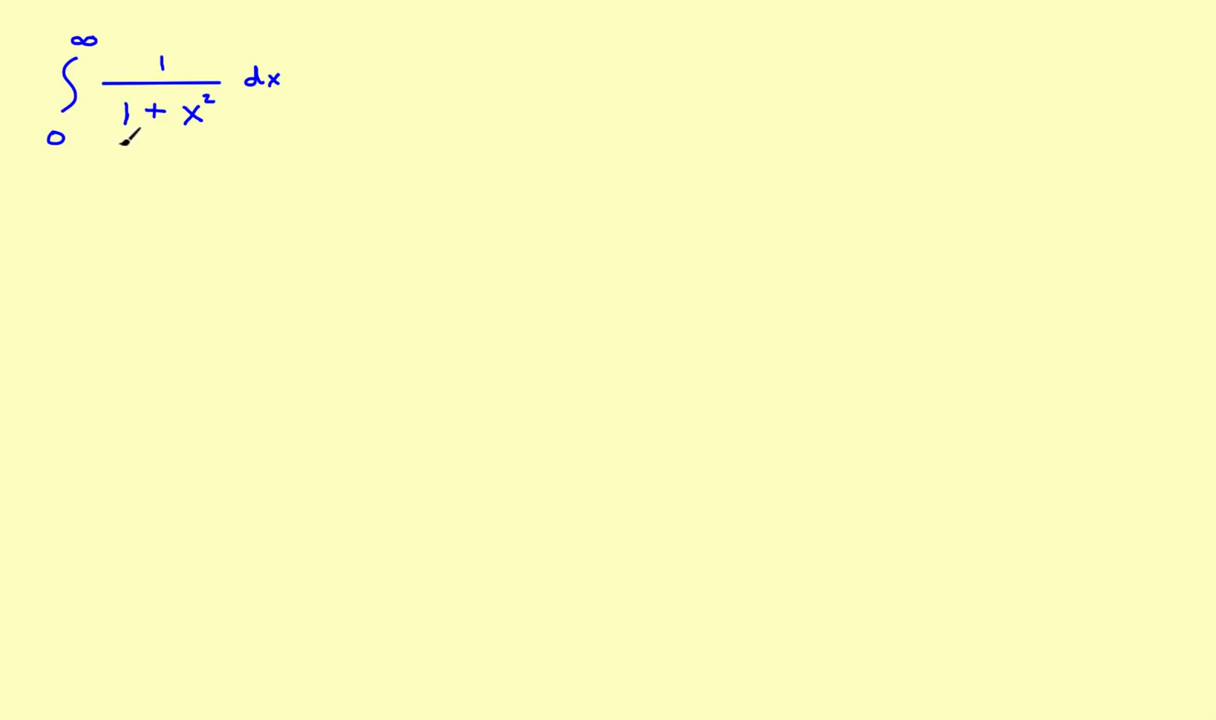 ∫₀^∞ 1/(1 + x²) dx